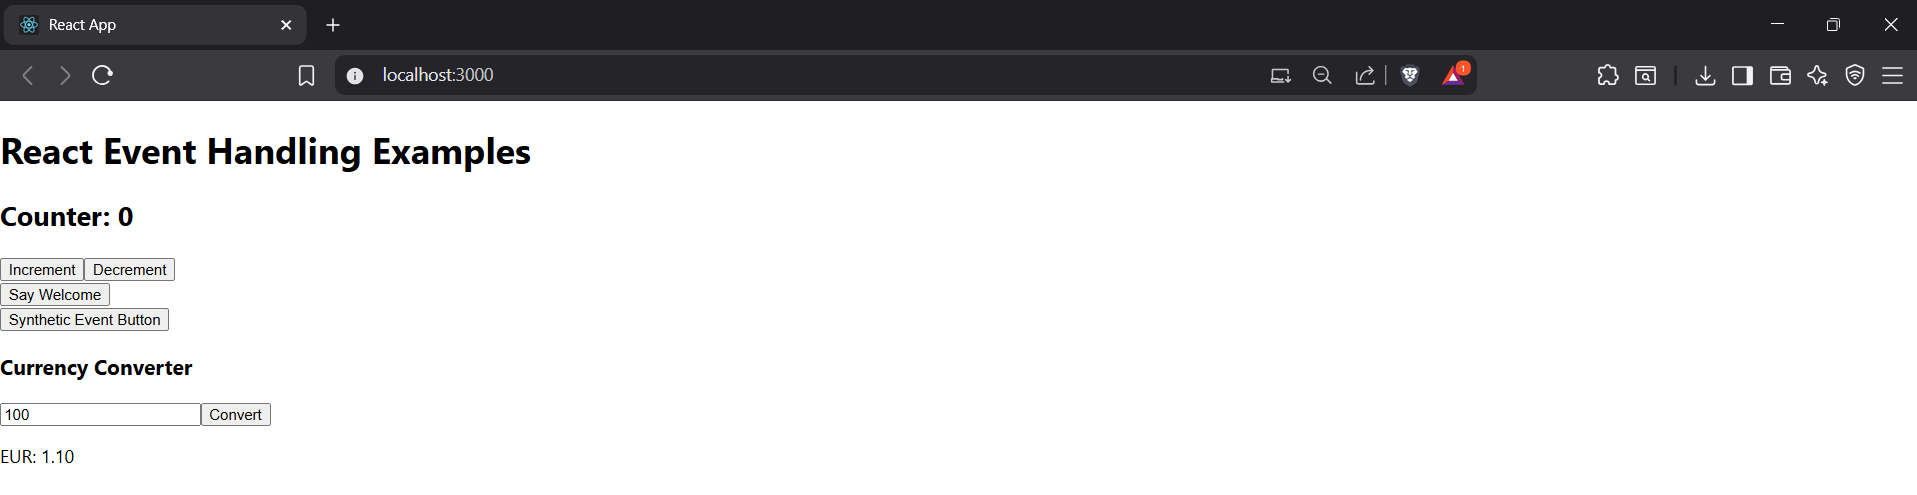 React App
localhost:3000
1
React Event Handling Examples
Counter: 0
Increment Decrement
Say Welcome
Synthetic Event Button
Currency Converter
100 Convert
EUR: 1.10